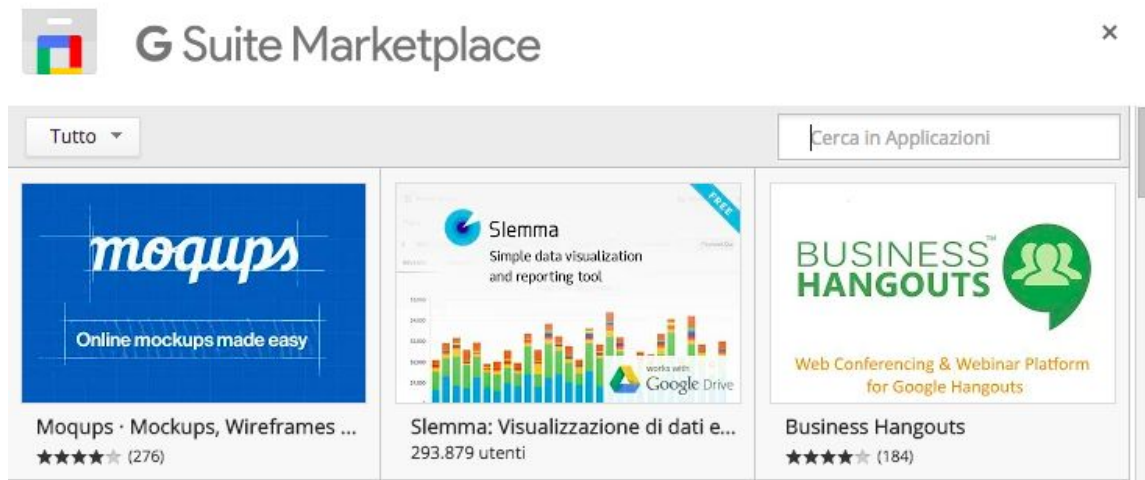 G Suite Marketplace
×
Tutto
Cerca in Applicazioni
moqups
Online mockups made easy
FREE
Slemma
Simple data visualization
and reporting tool
works with
Google Drive
BUSINESS™
HANGOUTS
Web Conferencing & Webinar Platform
for Google Hangouts
Moqups · Mockups, Wireframes ...
(276)
Slemma: Visualizzazione di dati e...
293.879 utenti
Business Hangouts
(184)